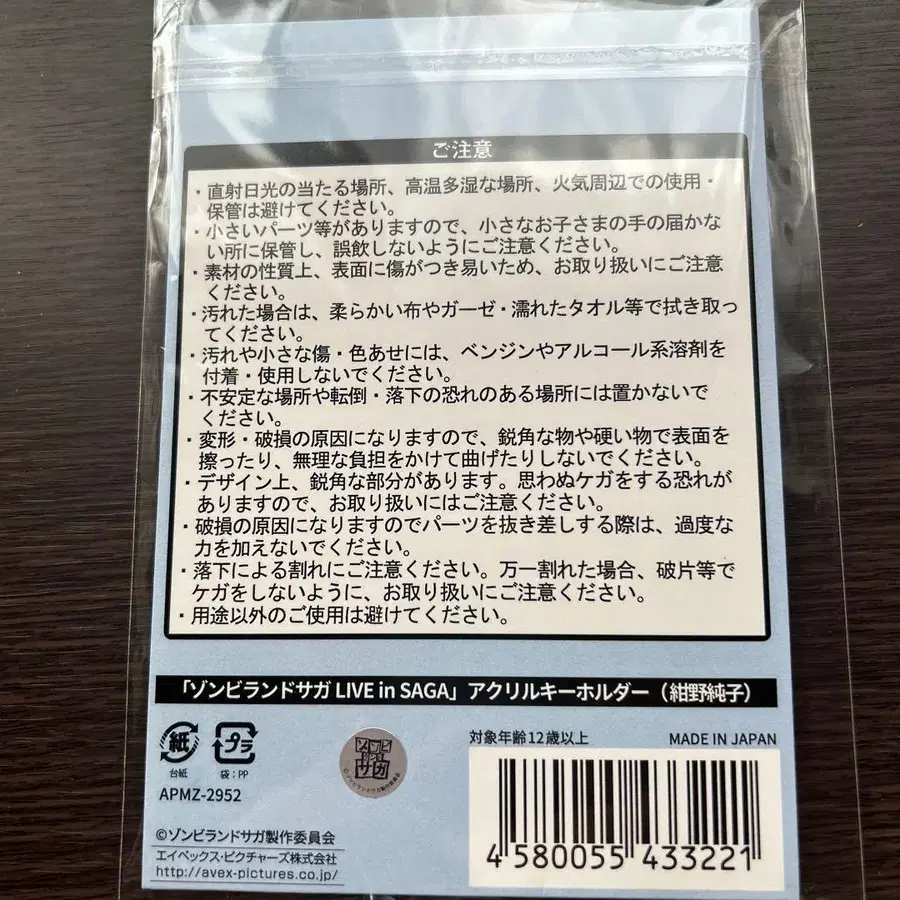 ご注意
・直射日光の当たる場所、高温多湿な場所、火気周辺での使用・
保管は避けてください。
・小さいパーツ等がありますので、小さなお子さまの手の届かな
い所に保管し、誤飲しないようにご注意ください。
・素材の性質上、表面に傷がつき易いため、お取り扱いにご注意
ください。
・汚れた場合は、柔らかい布やガーゼ・濡れたタオル等で拭き取っ
てください。
・汚れや小さな傷・色あせには、ベンジンやアルコール系溶剤を
付着・使用しないでください。
・不安定な場所や転倒・落下の恐れのある場所には置かないで
ください。
・変形・破損の原因になりますので、鋭角な物や硬い物で表面を
擦ったり、無理な負担をかけて曲げたりしないでください。
・デザイン上、鋭角な部分があります。思わぬケガをする恐れが
ありますので、お取り扱いにはご注意ください。
・破損の原因になりますのでパーツを抜き差しする際は、過度な
力を加えないでください。
・落下による割れにご注意ください。万一割れた場合、破片等で
ケガをしないように、お取り扱いにご注意ください。
・用途以外のご使用は避けてください。
「ゾンビランドサガ LIVE in SAGA」アクリルキーホルダー（紺野純子）
紙
台紙
プラ
袋：PP
APMZ-2952
ゾンビ
ランド
サガ
©ゾンビランドサガ製作委員会
対象年齢12歳以上
MADE IN JAPAN
©ゾンビランドサガ製作委員会
エイベックス・ピクチャーズ株式会社
http://avex-pictures.co.jp/
4 580055 433221